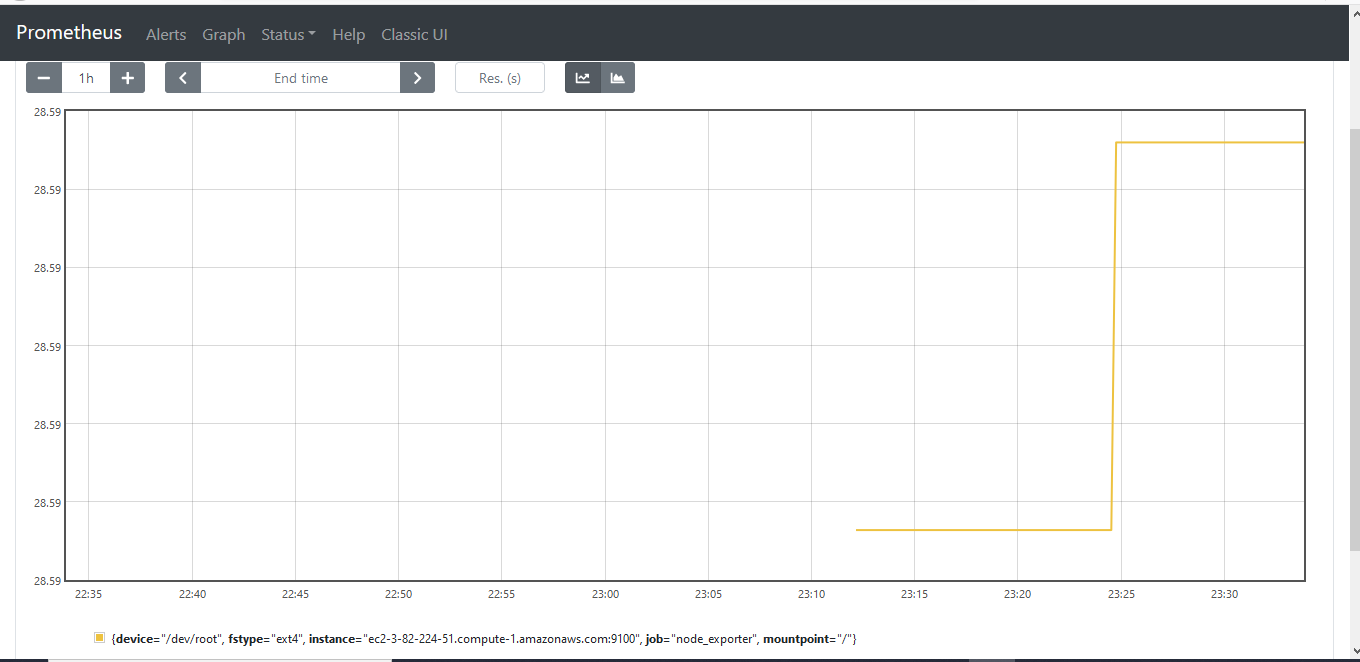 Prometheus Alerts Graph Status Help Classic UI
1h End time Res. (s)
28.59
28.59
28.59
28.59
28.59
28.59
28.59
22:35 22:40 22:45 22:50 22:55 23:00 23:05 23:10 23:15 23:20 23:25 23:30
{device="/dev/root", fstype="ext4", instance="ec2-3-82-224-51.compute-1.amazonaws.com:9100", job="node_exporter", mountpoint="/"}